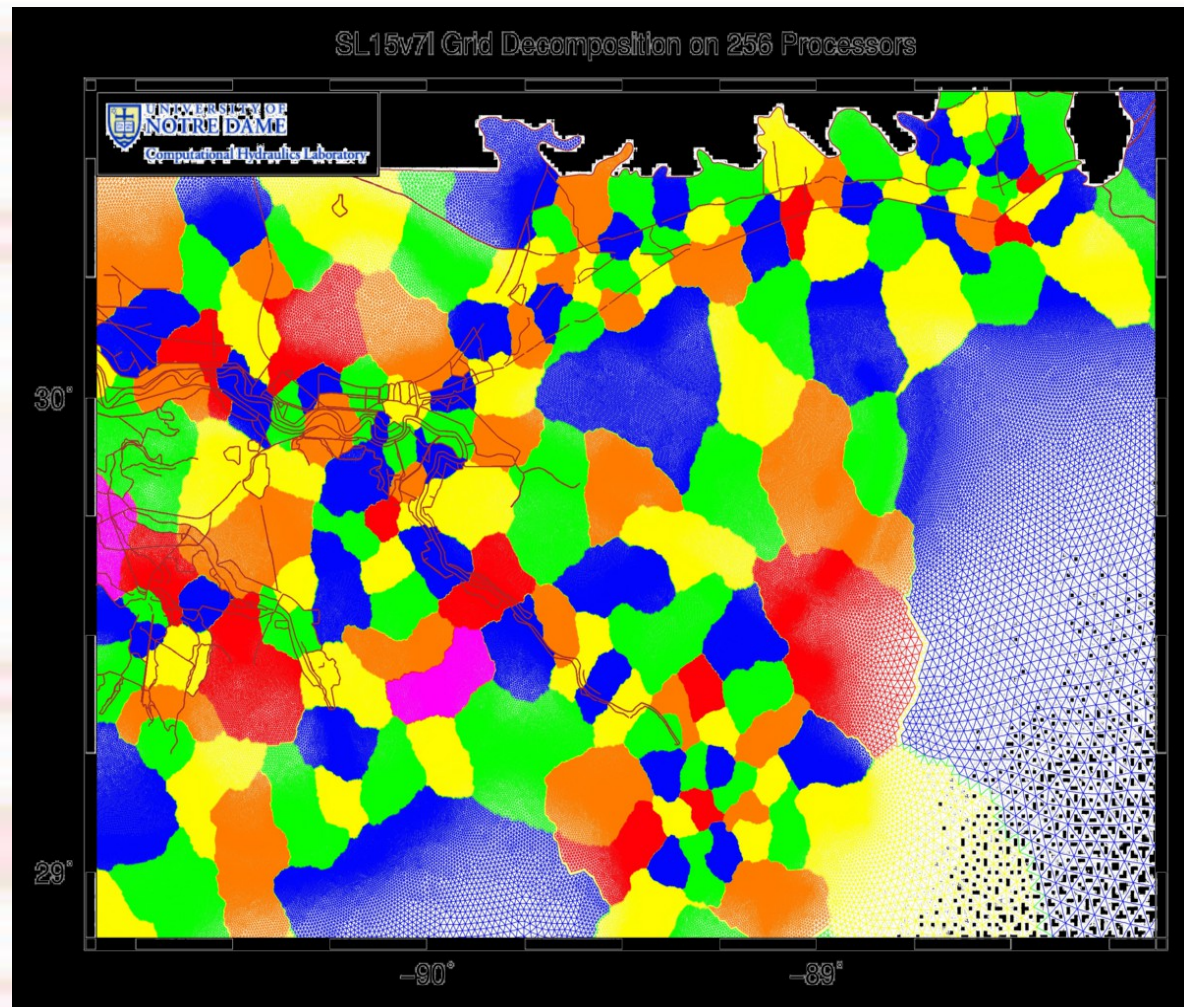 SL15v7l Grid Decomposition on 256 Processors
UNIVERSITY OF
NOTRE DAME
Computational Hydraulics Laboratory
30°
29°
-90°
-89°